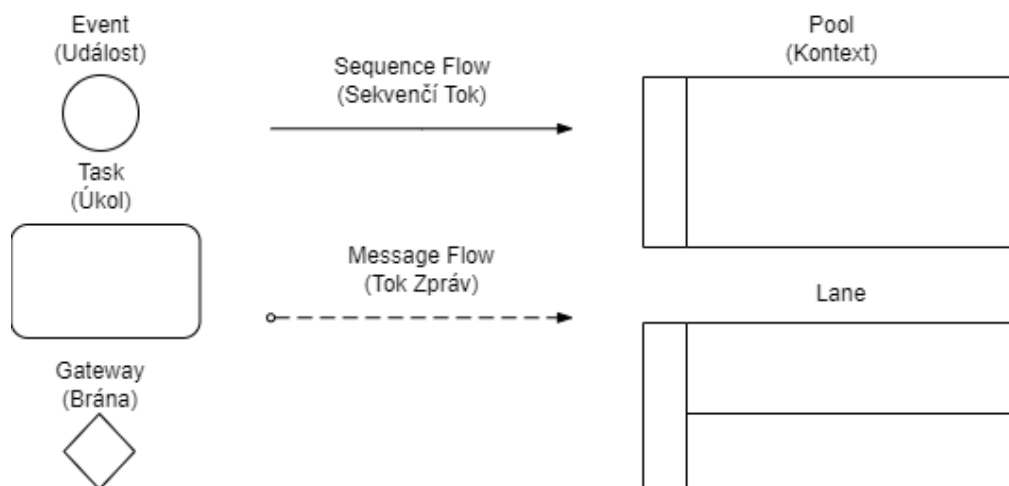 Event
(Událost)
Task
(Úkol)
Gateway
(Brána)
Sequence Flow
(Sekvenčí Tok)
Message Flow
(Tok Zpráv)
Pool
(Kontext)
Lane